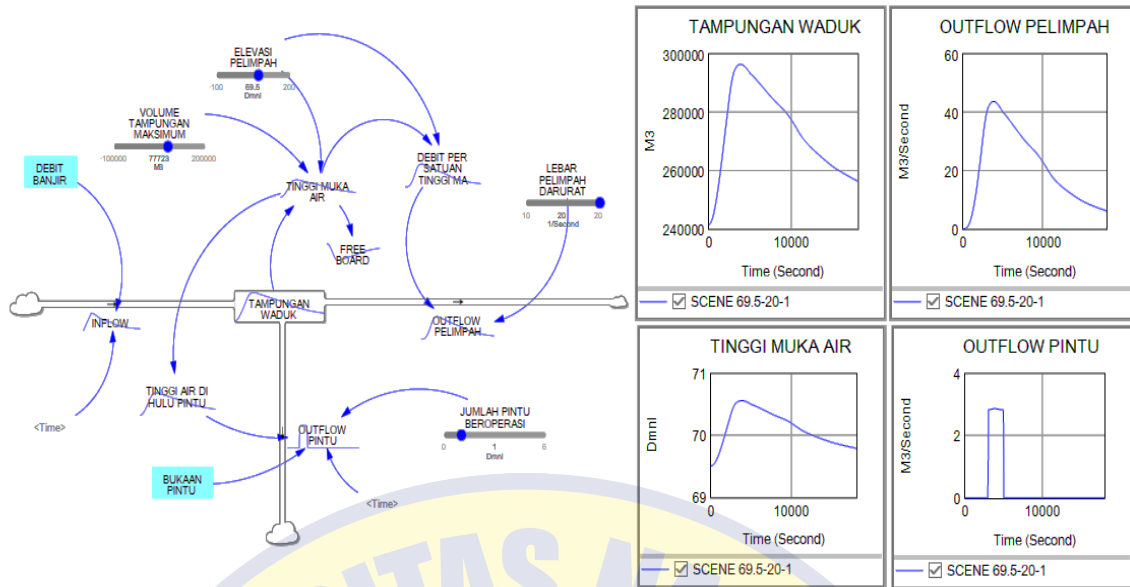 ELEVASI
PELIMPAH
-100 69.5 200
Dmnl
VOLUME
TAMPUNGAN
MAKSIMUM
-100000 77723 200000
M3
DEBIT
BANJIR
TINGGI MUKA
AIR
DEBIT PER
SATUAN
TINGGI MA
LEBAR
PELIMPAH
DARURAT
10 20 20
1/Second
FREE
BOARD
TAMPUNGAN
WADUK
INFLOW
OUTFLOW
PELIMPAH
TINGGI AIR DI
HULU PINTU
<Time>
OUTFLOW
PINTU
JUMLAH PINTU
BEROPERASI
0 1 6
Dmnl
BUKAAN
PINTU
<Time>
TAMPUNGAN WADUK
300000
280000
260000
240000
M3
0 10000
Time (Second)
SCENE 69.5-20-1
OUTFLOW PELIMPAH
60
40
20
0
M3/Second
0 10000
Time (Second)
SCENE 69.5-20-1
TINGGI MUKA AIR
71
70
69
Dmnl
0 10000
Time (Second)
SCENE 69.5-20-1
OUTFLOW PINTU
4
2
0
M3/Second
0 10000
Time (Second)
SCENE 69.5-20-1